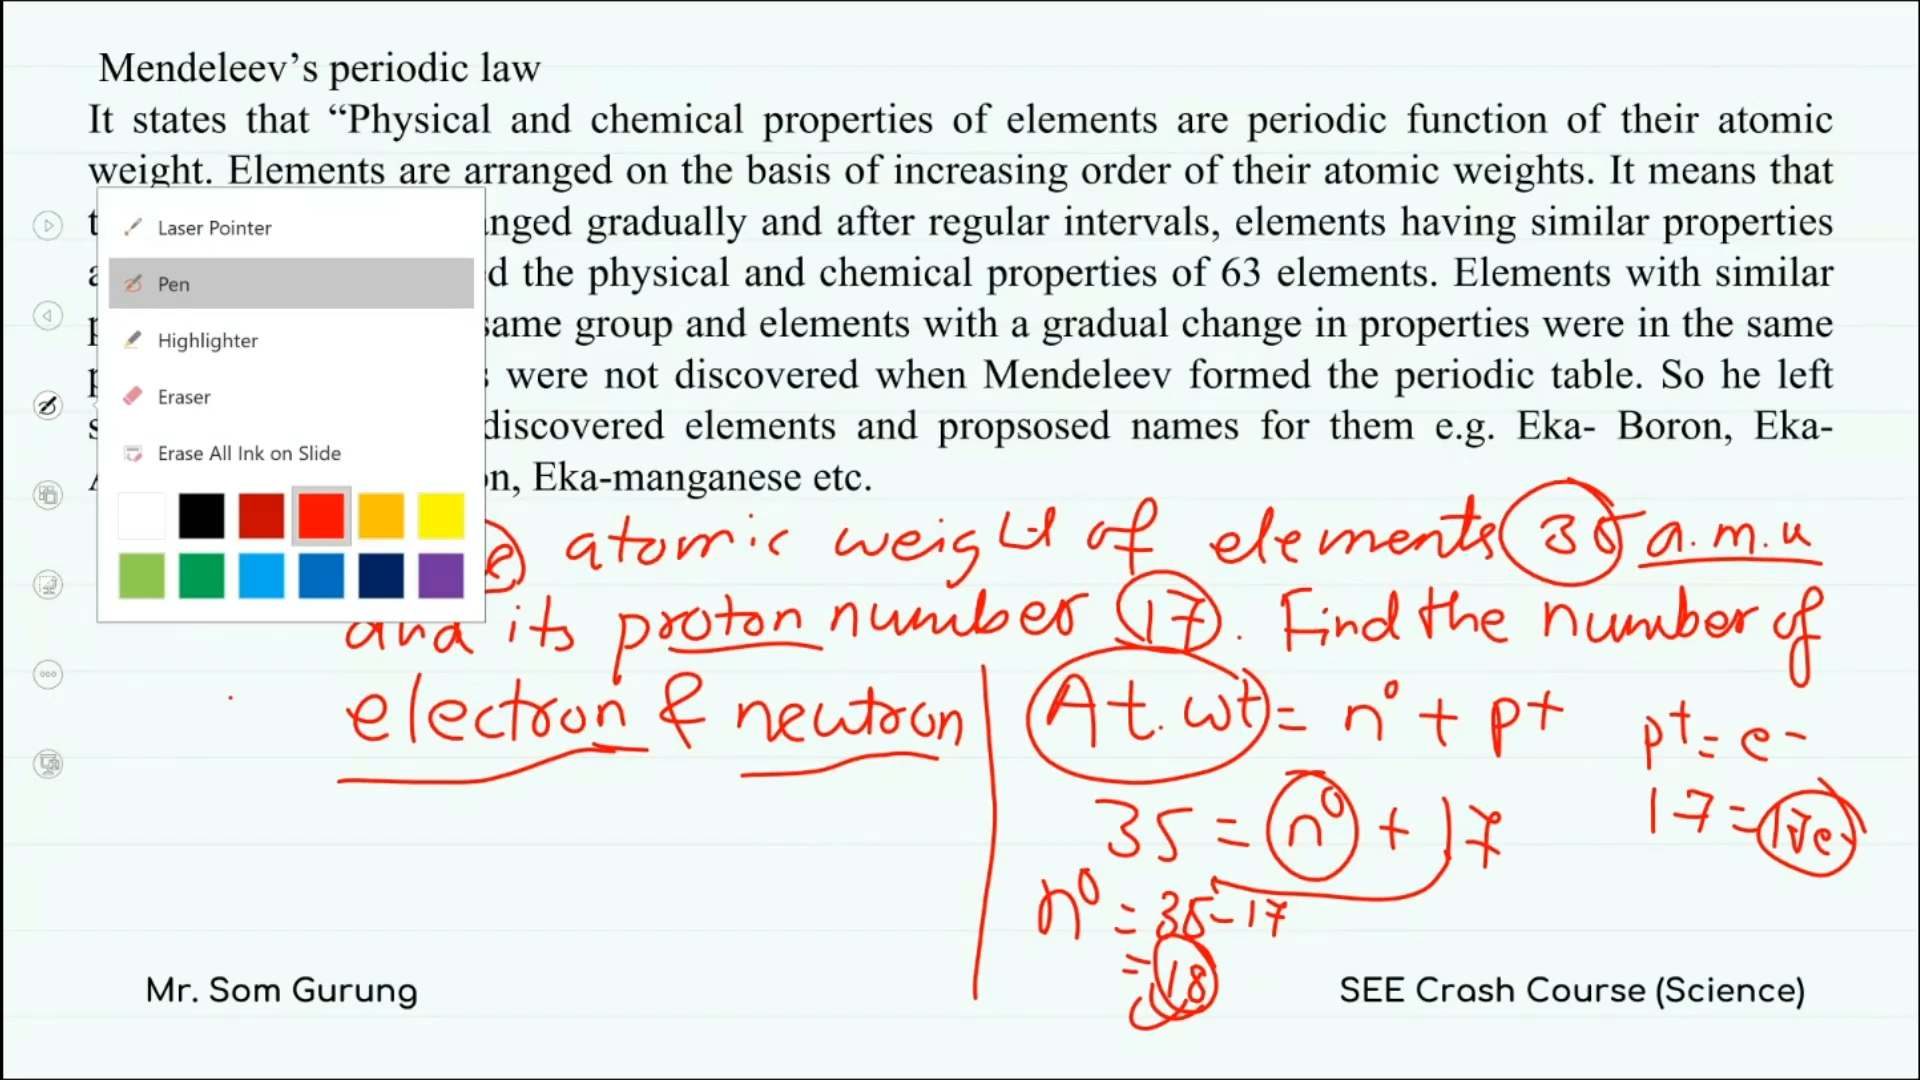 Mendeleev’s periodic law
It states that “Physical and chemical properties of elements are periodic function of their atomic
weight. Elements are arranged on the basis of increasing order of their atomic weights. It means that
nged gradually and after regular intervals, elements having similar properties
d the physical and chemical properties of 63 elements. Elements with similar
same group and elements with a gradual change in properties were in the same
were not discovered when Mendeleev formed the periodic table. So he left
discovered elements and propsosed names for them e.g. Eka- Boron, Eka-
n, Eka-manganese etc.
Laser Pointer
Pen
Highlighter
Eraser
Erase All Ink on Slide
atomic weight of elements 35 a.m.u
and its proton number 17. Find the number of
electron & neutron
At. wt = n⁰ + p+
p+ = e-
35 = n⁰ + 17
17 = 17e-
n⁰ = 35-17
= 18
Mr. Som Gurung
SEE Crash Course (Science)